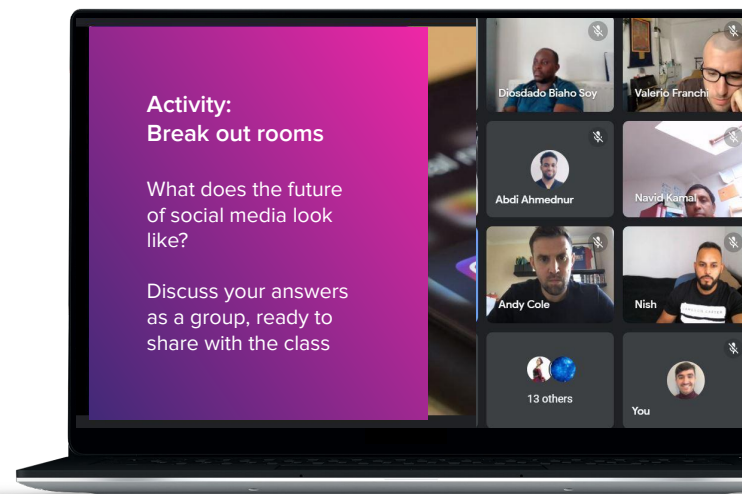 Activity:
Break out rooms
What does the future
of social media look
like?
Discuss your answers
as a group, ready to
share with the class
Diosdado Biaho Soy
Valerio Franchi
Abdi Ahmednur
Navid Kamal
Andy Cole
Nish
13 others
You